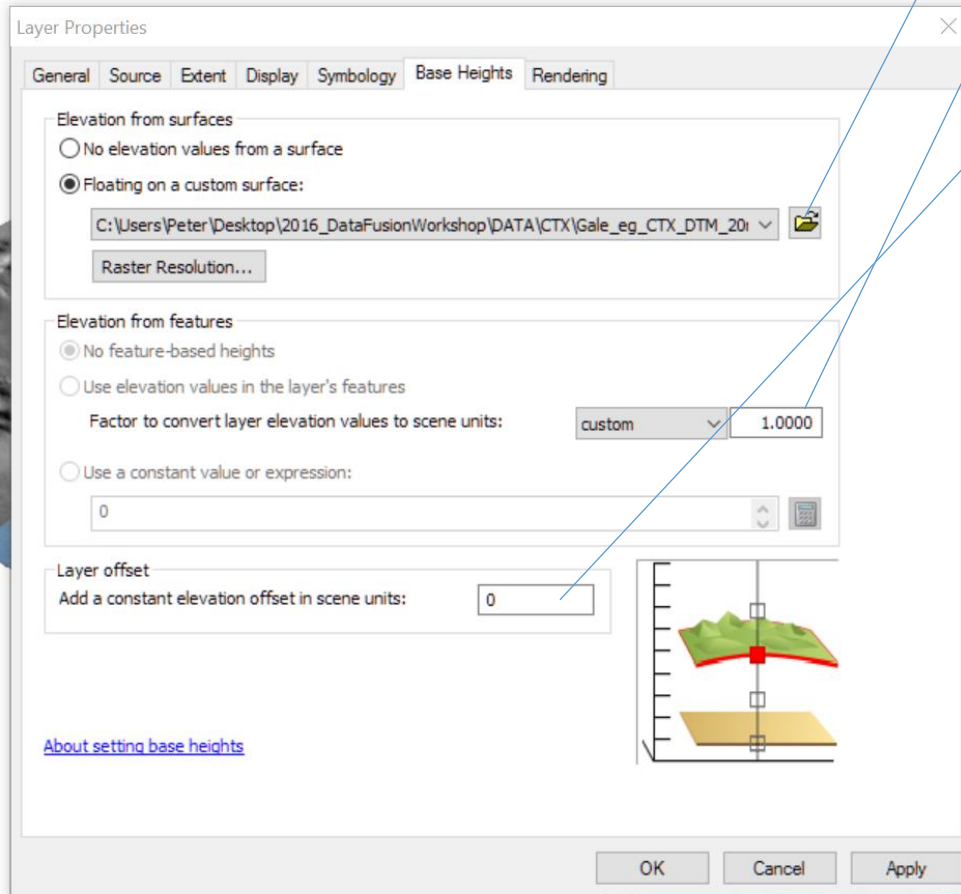 Layer Properties
General Source Extent Display Symbology Base Heights Rendering
Elevation from surfaces
No elevation values from a surface
Floating on a custom surface:
C:\Users\Peter\Desktop\2016_DataFusionWorkshop\DATA\CTX\Gale_eg_CTX_DTM_20
Raster Resolution...
Elevation from features
No feature-based heights
Use elevation values in the layer's features
Factor to convert layer elevation values to scene units: custom 1.0000
Use a constant value or expression:
0
Layer offset
Add a constant elevation offset in scene units: 0
About setting base heights
OK Cancel Apply